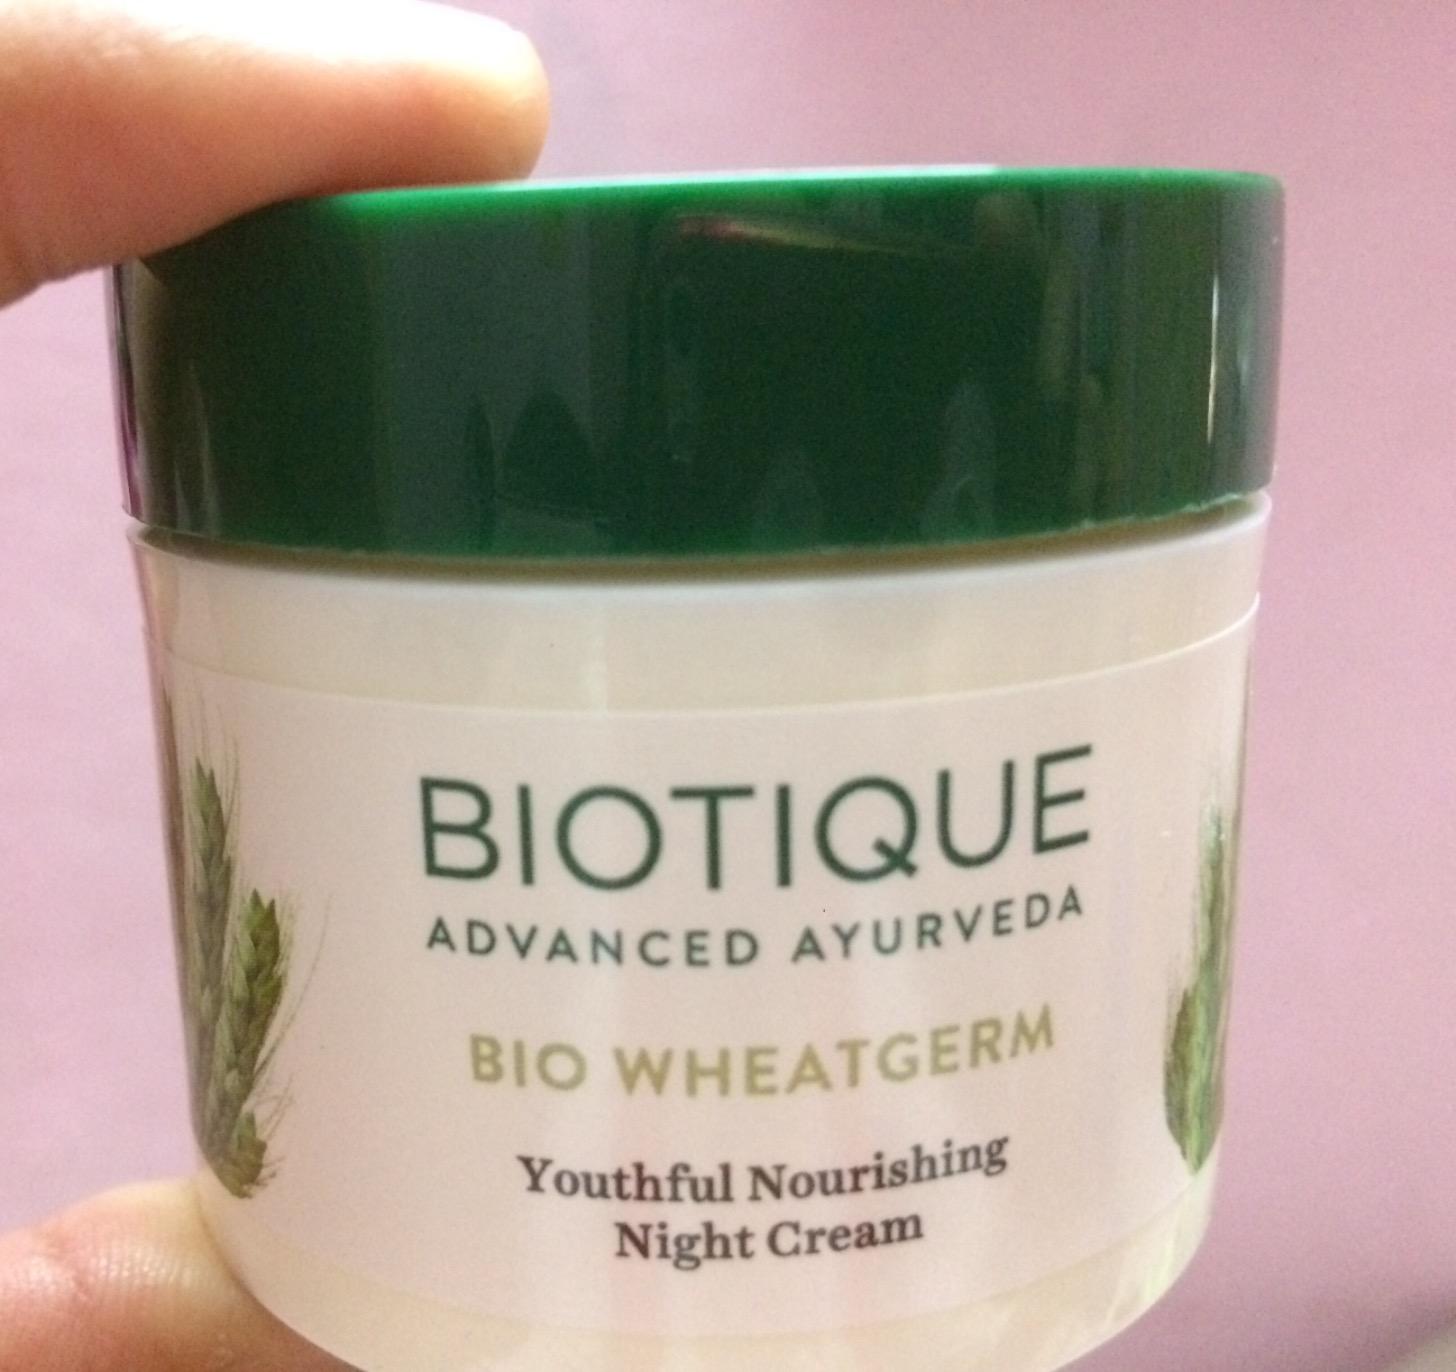 BIOTIQUE
ADVANCED AYURVEDA
BIO WHEATGERM
Youthful Nourishing
Night Cream